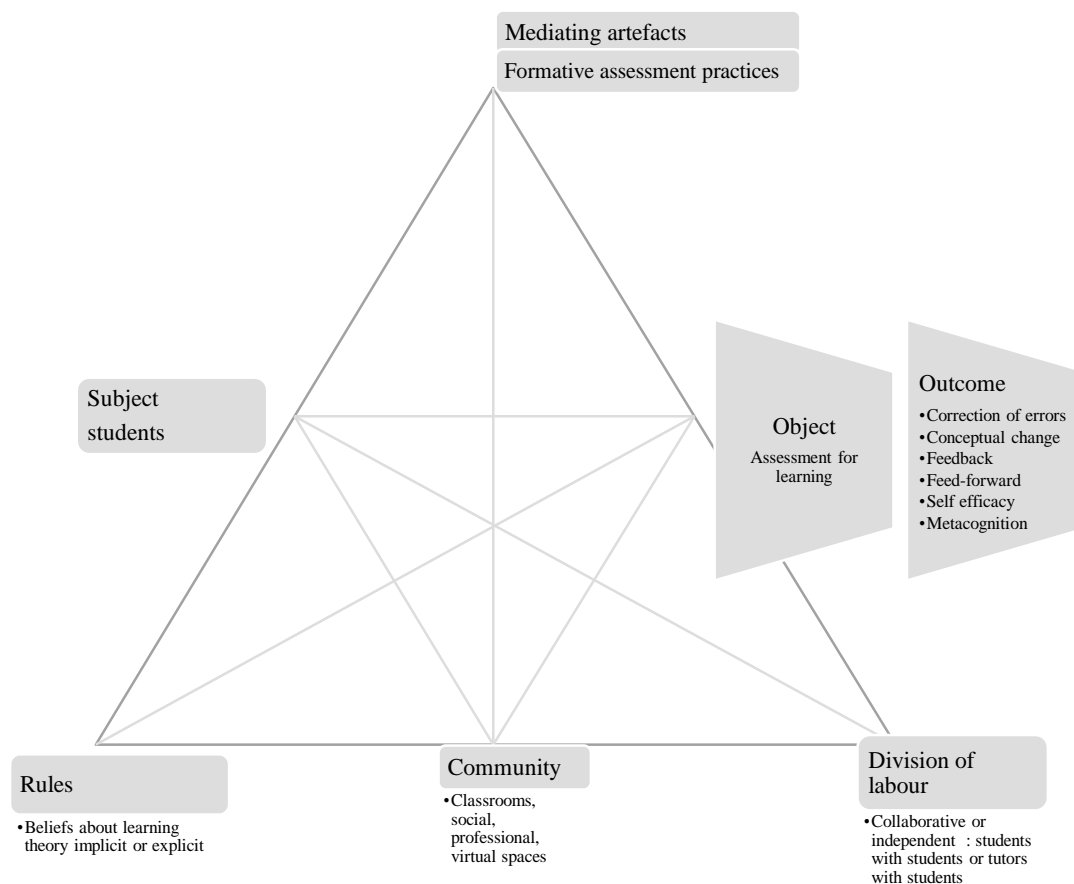 Mediating artefacts
Formative assessment practices
Subject
students
Object
Assessment for
learning
Outcome
•Correction of errors
•Conceptual change
•Feedback
•Feed-forward
•Self efficacy
•Metacognition
Rules
•Beliefs about learning
theory implicit or explicit
Community
•Classrooms,
social,
professional,
virtual spaces
Division of
labour
•Collaborative or
independent : students
with students or tutors
with students